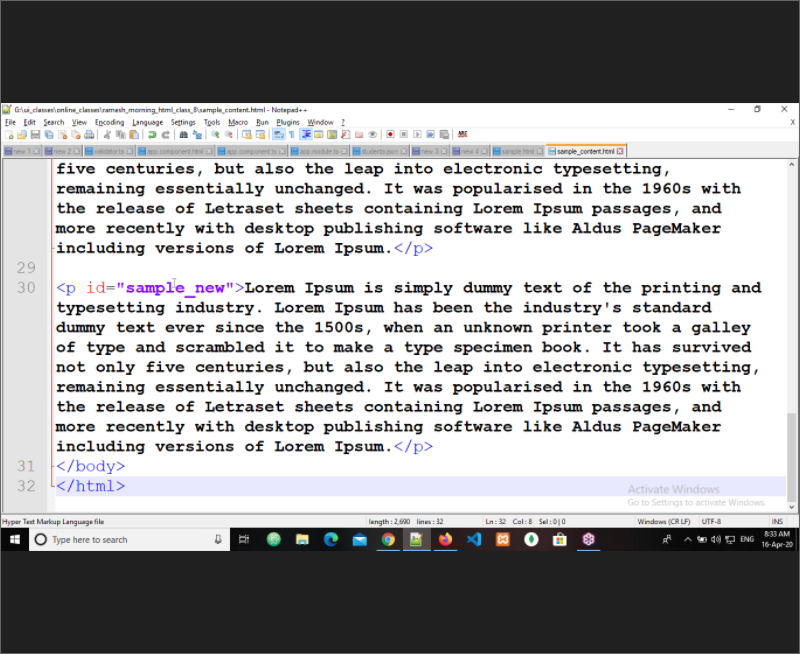 G:\ui_classes\online_classes\ramesh_morning_html_class_8\sample_content.html - Notepad++
File Edit Search View Encoding Language Settings Tools Macro Run Plugins Window ? X
new 1 new 2 validator.ts app.component.html app.component.ts app.module.ts students.json new 3 new 4 sample.html sample_content.html
five centuries, but also the leap into electronic typesetting,
remaining essentially unchanged. It was popularised in the 1960s with
the release of Letraset sheets containing Lorem Ipsum passages, and
more recently with desktop publishing software like Aldus PageMaker
including versions of Lorem Ipsum.</p>
29
30 <p id="sample_new">Lorem Ipsum is simply dummy text of the printing and
typesetting industry. Lorem Ipsum has been the industry's standard
dummy text ever since the 1500s, when an unknown printer took a galley
of type and scrambled it to make a type specimen book. It has survived
not only five centuries, but also the leap into electronic typesetting,
remaining essentially unchanged. It was popularised in the 1960s with
the release of Letraset sheets containing Lorem Ipsum passages, and
more recently with desktop publishing software like Aldus PageMaker
including versions of Lorem Ipsum.</p>
31 </body>
32 </html>
Activate Windows
Go to Settings to activate Windows.
Hyper Text Markup Language file length : 2,690 lines : 32 Ln : 32 Col : 8 Sel : 0 | 0 Windows (CR LF) UTF-8 INS
Type here to search ENG 8:33 AM
16-Apr-20